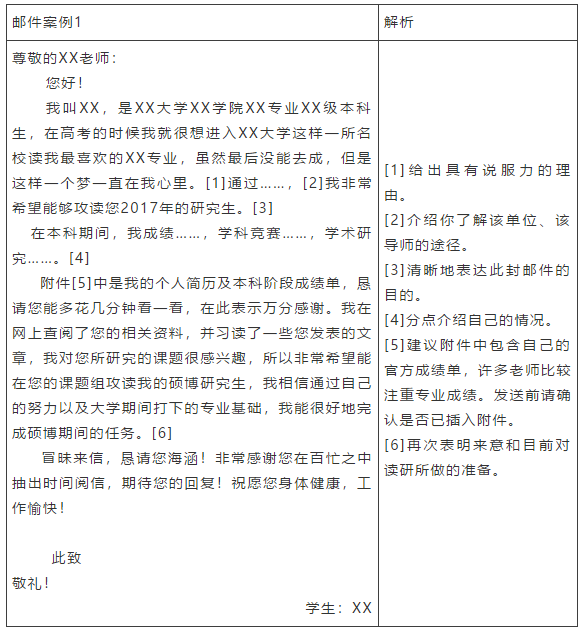 邮件案例1
解析
尊敬的XX老师：
您好！
我叫XX，是XX大学XX学院XX专业XX级本科
生，在高考的时候我就很想进入XX大学这样一所名
校读我最喜欢的XX专业，虽然最后没能去成，但是
这样一个梦一直在我心里。[1]通过……，[2]我非常
希望能够攻读您2017年的研究生。[3]
在本科期间，我成绩……，学科竞赛……，学术研
究……。[4]
附件[5]中是我的个人简历及本科阶段成绩单，恳
请您能多花几分钟看一看，在此表示万分感谢。我在
网上查阅了您的相关资料，并习读了一些您发表的文
章，我对您所研究的课题很感兴趣，所以非常希望能
在您的课题组攻读我的硕博研究生，我相信通过自己
的努力以及大学期间打下的专业基础，我能很好地完
成硕博期间的任务。[6]
冒昧来信，恳请您海涵！非常感谢您在百忙之中
抽出时间阅信，期待您的回复！祝愿您身体健康，工
作愉快！
此致
敬礼！
学生：XX
[1]给出具有说服力的理
由。
[2]介绍你了解该单位、该
导师的途径。
[3]清晰地表达此封邮件的
目的。
[4]分点介绍自己的情况。
[5]建议附件中包含自己的
官方成绩单，许多老师比较
注重专业成绩。发送前请确
认是否已插入附件。
[6]再次表明来意和目前对
读研所做的准备。